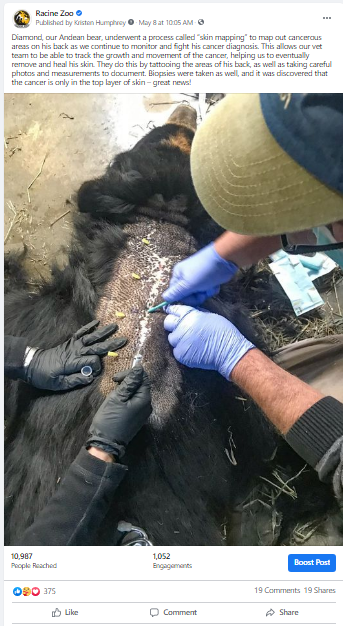 Racine Zoo
Published by Kristen Humphrey · May 8 at 10:05 AM ·
Diamond, our Andean bear, underwent a process called "skin mapping" to map out cancerous
areas on his back as we continue to monitor and fight his cancer diagnosis. This allows our vet
team to be able to track the growth and movement of the cancer, helping us to eventually
remove and heal his skin. They do this by tattooing the areas of his back, as well as taking careful
photos and measurements to document. Biopsies were taken as well, and it was discovered that
the cancer is only in the top layer of skin – great news!
10,987
People Reached
1,052
Engagements
Boost Post
375
19 Comments 19 Shares
Like
Comment
Share